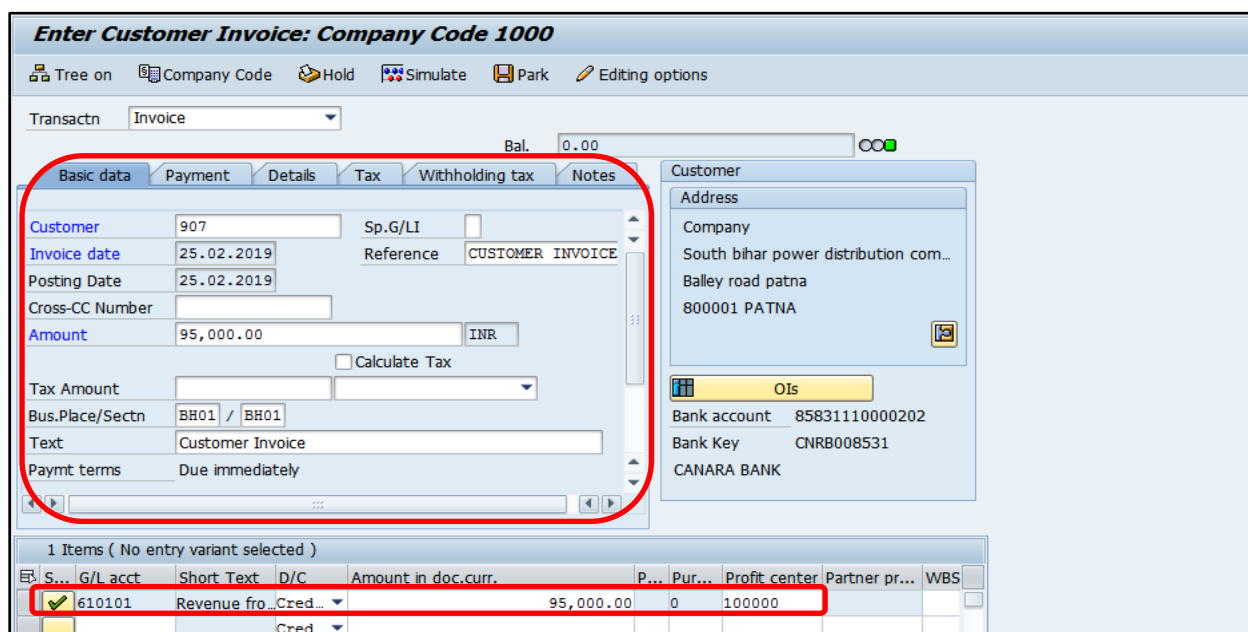 Enter Customer Invoice: Company Code 1000
Tree on Company Code Hold Simulate Park Editing options
Transactn Invoice
Bal. 0.00
Basic data Payment Details Tax Withholding tax Notes
Customer 907 Sp.G/LI
Invoice date 25.02.2019 Reference CUSTOMER INVOICE
Posting Date 25.02.2019
Cross-CC Number
Amount 95,000.00 INR
Calculate Tax
Tax Amount
Bus.Place/Sectn BH01 / BH01
Text Customer Invoice
Paymt terms Due immediately
Customer
Address
Company
South bihar power distribution com...
Balley road patna
800001 PATNA
OIs
Bank account 85831110000202
Bank Key CNRB008531
CANARA BANK
1 Items ( No entry variant selected )
S... G/L acct Short Text D/C Amount in doc.curr. P... Pur... Profit center Partner pr... WBS
610101 Revenue fro... Cred... 95,000.00 0 100000
Cred